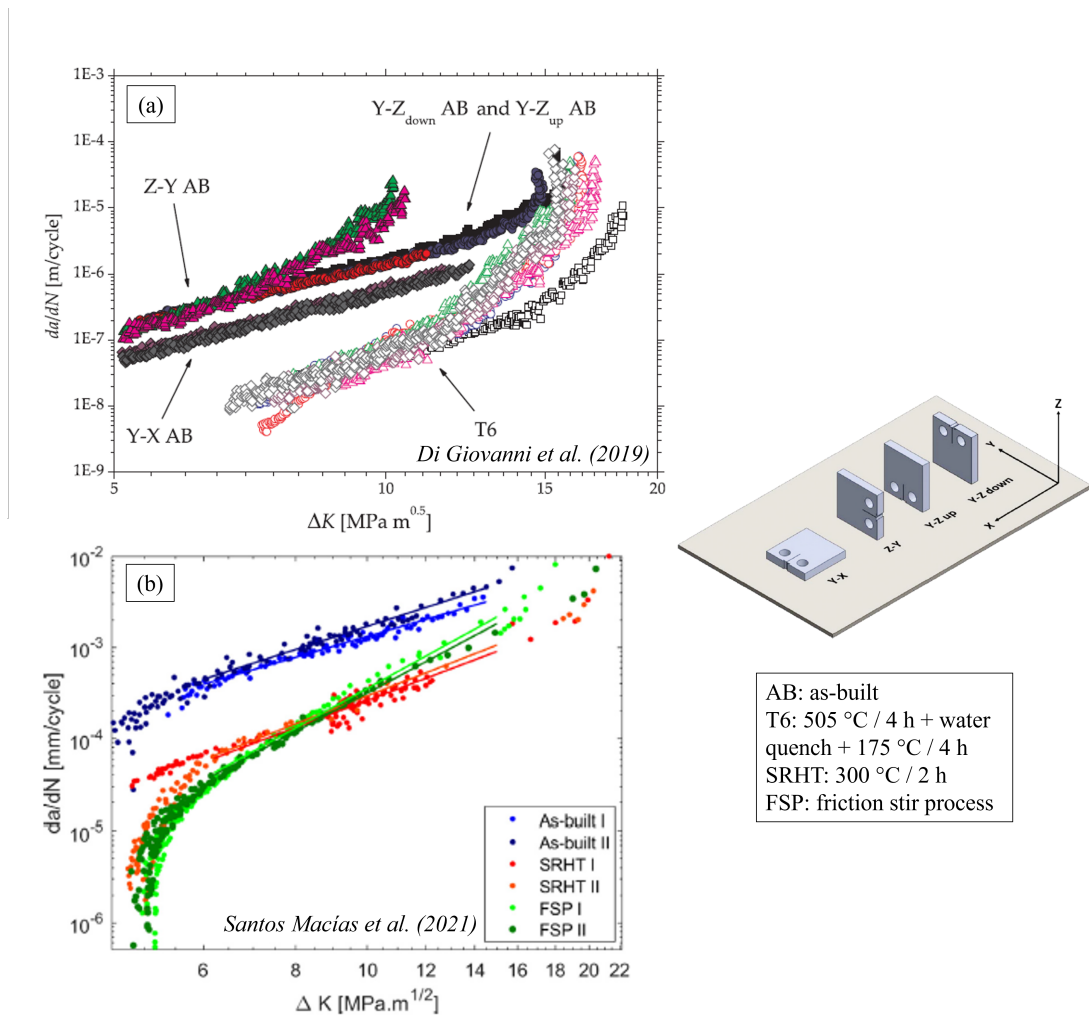 1E-3
1E-4
1E-5
1E-6
1E-7
1E-8
1E-9
da/dN [m/cycle]
(a)
Y-Z_down AB and Y-Z_up AB
Z-Y AB
Y-X AB
T6
Di Giovanni et al. (2019)
5 10 15 20
ΔK [MPa m^0.5]
10^-2
10^-3
10^-4
10^-5
10^-6
da/dN [mm/cycle]
(b)
As-built I
As-built II
SRHT I
SRHT II
FSP I
FSP II
Santos Macías et al. (2021)
6 8 10 12 14 16 18 20 22
Δ K [MPa.m^1/2]
Z
Y
X
Y-Z down
Y-Z up
Z-Y
Y-X
AB: as-built
T6: 505 °C / 4 h + water
quench + 175 °C / 4 h
SRHT: 300 °C / 2 h
FSP: friction stir process